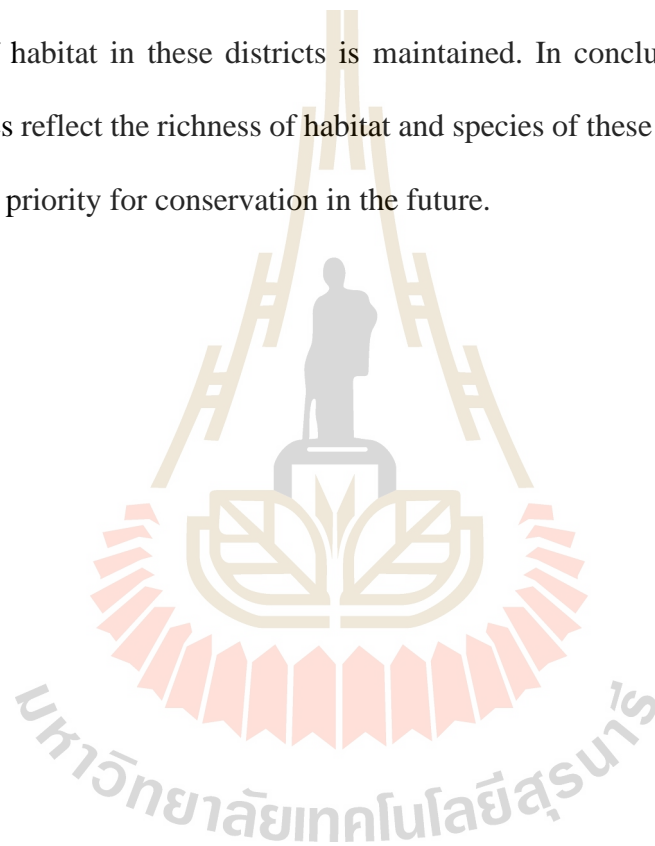 habitat in these districts is maintained. In conclu
s reflect the richness of habitat and species of these
priority for conservation in the future.
มหาวิทยาลัยเทคโนโลยีสุรนารี